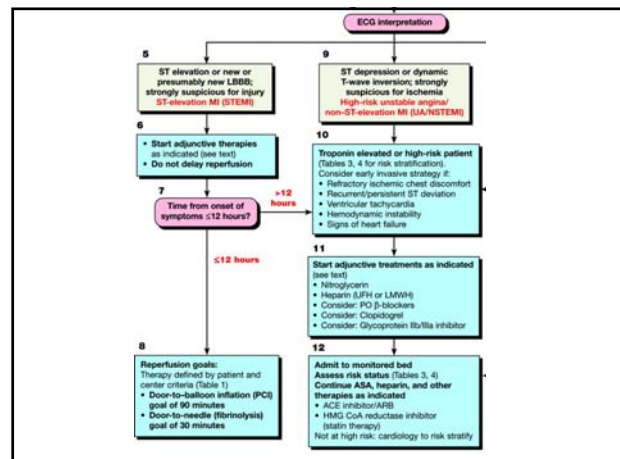 ECG interpretation
5
ST elevation or new or
presumably new LBBB;
strongly suspicious for injury
ST-elevation MI (STEMI)
6
• Start adjunctive therapies
as indicated (see text)
• Do not delay reperfusion
7
Time from onset of
symptoms ≤12 hours?
>12
hours
≤12 hours
8
Reperfusion goals:
Therapy defined by patient and
center criteria (Table 1)
• Door-to-balloon inflation (PCI)
goal of 90 minutes
• Door-to-needle (fibrinolysis)
goal of 30 minutes
9
ST depression or dynamic
T-wave inversion; strongly
suspicious for ischemia
High-risk unstable angina/
non–ST-elevation MI (UA/NSTEMI)
10
Troponin elevated or high-risk patient
(Tables 3, 4 for risk stratification).
Consider early invasive strategy if:
• Refractory ischemic chest discomfort
• Recurrent/persistent ST deviation
• Ventricular tachycardia
• Hemodynamic instability
• Signs of heart failure
11
Start adjunctive treatments as indicated
(see text)
• Nitroglycerin
• Heparin (UFH or LMWH)
• Consider: PO β-blockers
• Consider: Clopidogrel
• Consider: Glycoprotein IIb/IIIa inhibitor
12
Admit to monitored bed
Assess risk status (Tables 3, 4)
Continue ASA, heparin, and other
therapies as indicated
• ACE inhibitor/ARB
• HMG CoA reductase inhibitor
(statin therapy)
Not at high risk: cardiology to risk stratify